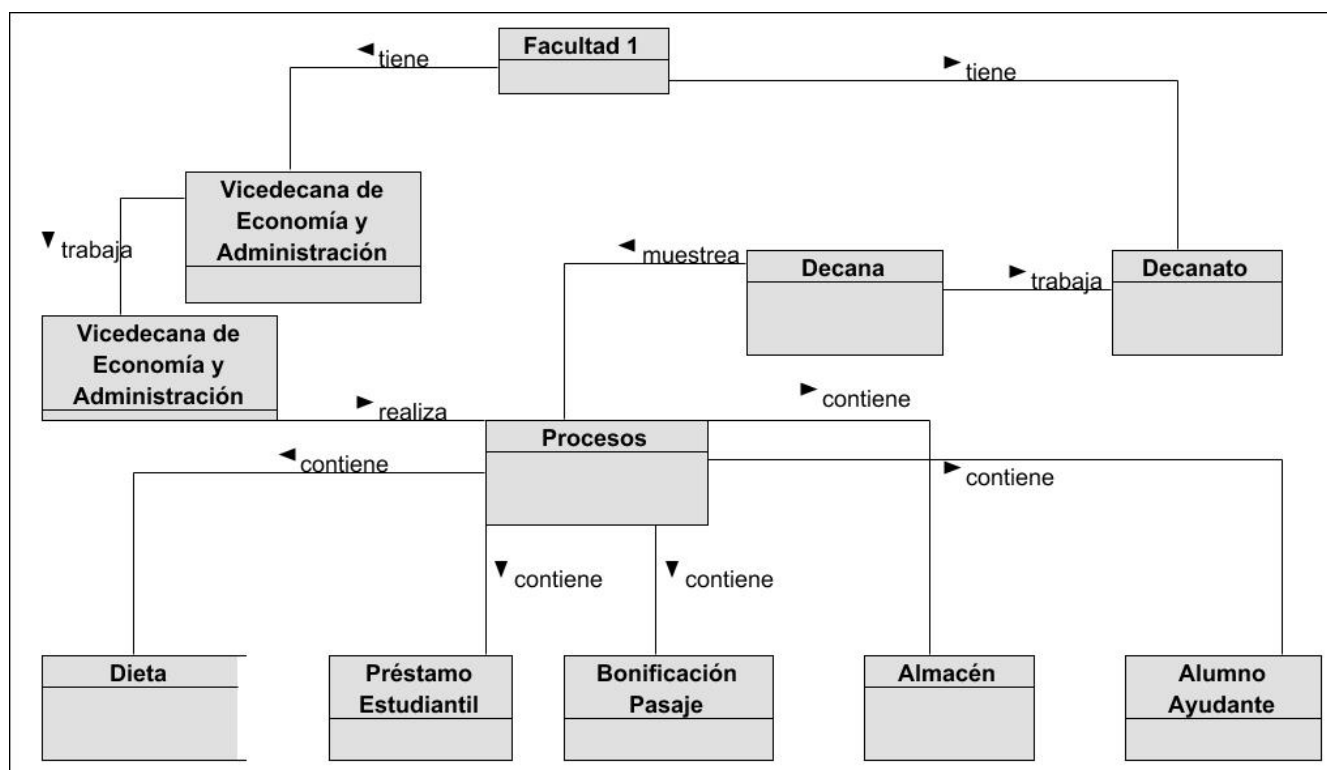 Facultad 1
tiene
tiene
Vicedecana de
Economía y
Administración
trabaja
muestrea
Decana
trabaja
Decanato
Vicedecana de
Economía y
Administración
realiza
contiene
Procesos
contiene
contiene
contiene
contiene
Dieta
Préstamo
Estudiantil
Bonificación
Pasaje
Almacén
Alumno
Ayudante